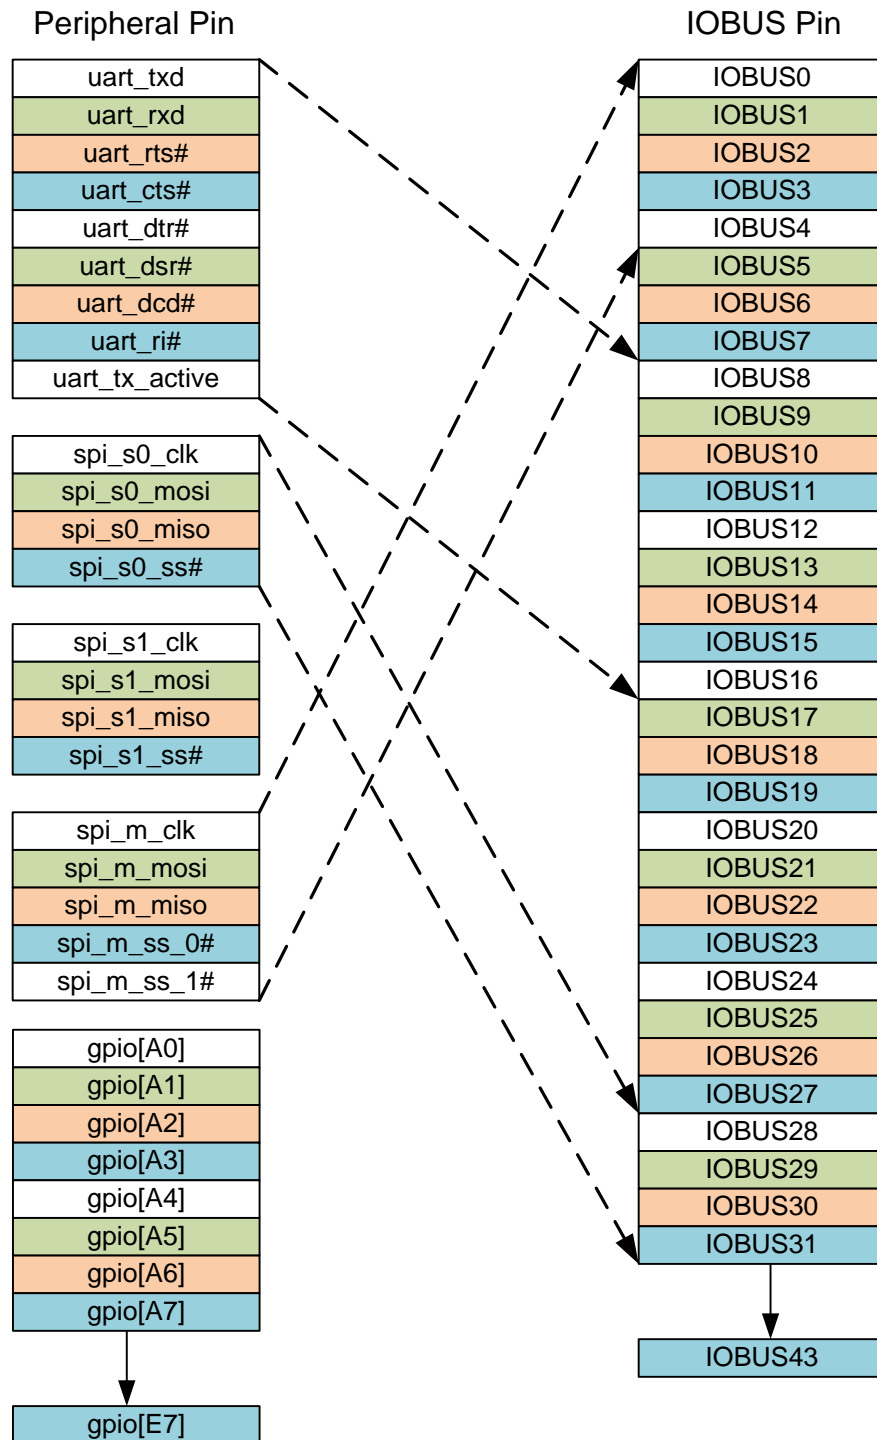 Peripheral Pin
uart_txd
uart_rxd
uart_rts#
uart_cts#
uart_dtr#
uart_dsr#
uart_dcd#
uart_ri#
uart_tx_active
spi_s0_clk
spi_s0_mosi
spi_s0_miso
spi_s0_ss#
spi_s1_clk
spi_s1_mosi
spi_s1_miso
spi_s1_ss#
spi_m_clk
spi_m_mosi
spi_m_miso
spi_m_ss_0#
spi_m_ss_1#
gpio[A0]
gpio[A1]
gpio[A2]
gpio[A3]
gpio[A4]
gpio[A5]
gpio[A6]
gpio[A7]
gpio[E7]
IOBUS Pin
IOBUS0
IOBUS1
IOBUS2
IOBUS3
IOBUS4
IOBUS5
IOBUS6
IOBUS7
IOBUS8
IOBUS9
IOBUS10
IOBUS11
IOBUS12
IOBUS13
IOBUS14
IOBUS15
IOBUS16
IOBUS17
IOBUS18
IOBUS19
IOBUS20
IOBUS21
IOBUS22
IOBUS23
IOBUS24
IOBUS25
IOBUS26
IOBUS27
IOBUS28
IOBUS29
IOBUS30
IOBUS31
IOBUS43